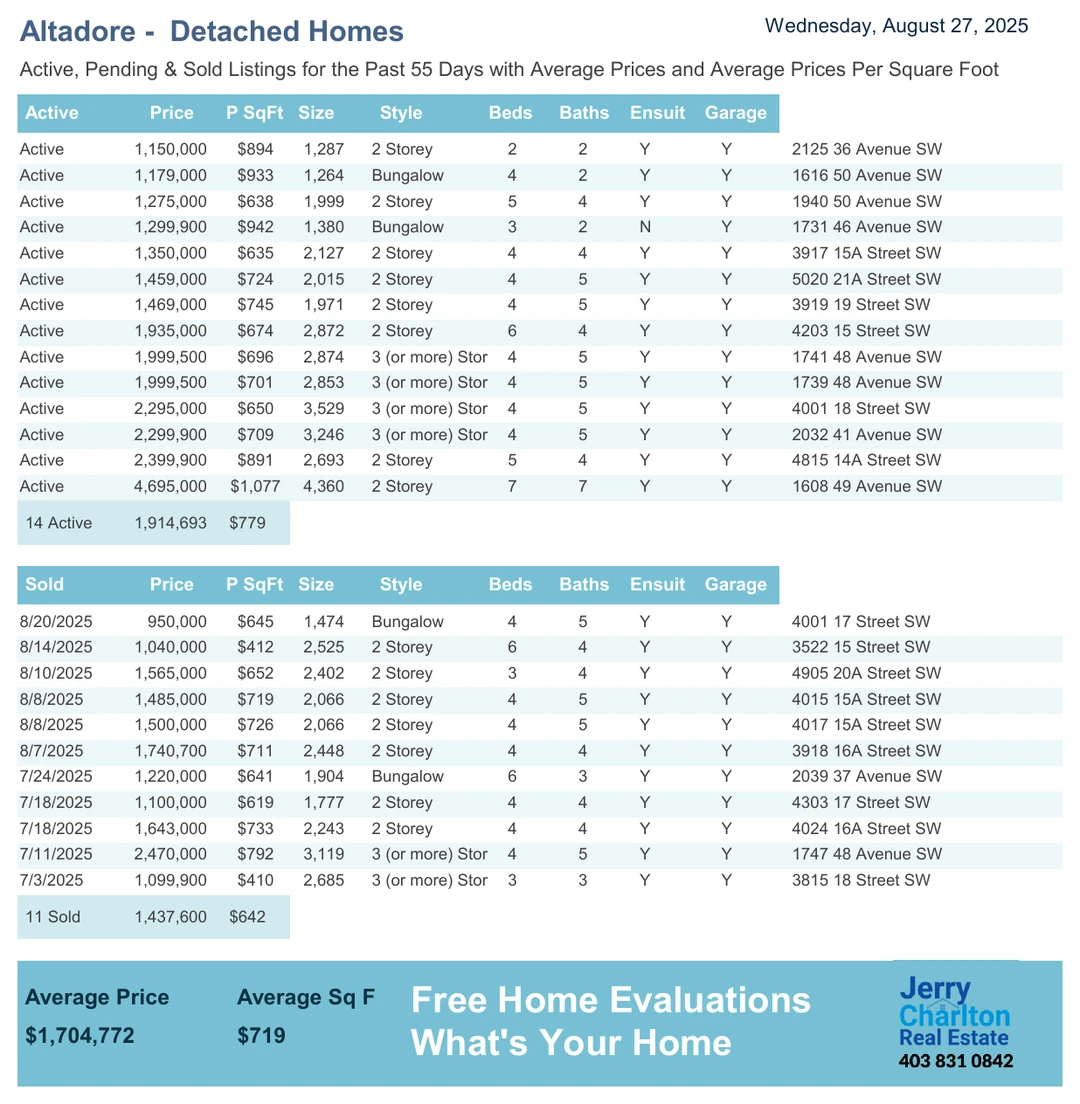 Altadore - Detached Homes
Wednesday, August 27, 2025
Active, Pending & Sold Listings for the Past 55 Days with Average Prices and Average Prices Per Square Foot
Active Price P SqFt Size Style Beds Baths Ensuit Garage
Active 1,150,000 $894 1,287 2 Storey 2 2 Y Y 2125 36 Avenue SW
Active 1,179,000 $933 1,264 Bungalow 4 2 Y Y 1616 50 Avenue SW
Active 1,275,000 $638 1,999 2 Storey 5 4 Y Y 1940 50 Avenue SW
Active 1,299,900 $942 1,380 Bungalow 3 2 N Y 1731 46 Avenue SW
Active 1,350,000 $635 2,127 2 Storey 4 4 Y Y 3917 15A Street SW
Active 1,459,000 $724 2,015 2 Storey 4 5 Y Y 5020 21A Street SW
Active 1,469,000 $745 1,971 2 Storey 4 5 Y Y 3919 19 Street SW
Active 1,935,000 $674 2,872 2 Storey 6 4 Y Y 4203 15 Street SW
Active 1,999,500 $696 2,874 3 (or more) Stor 4 5 Y Y 1741 48 Avenue SW
Active 1,999,500 $701 2,853 3 (or more) Stor 4 5 Y Y 1739 48 Avenue SW
Active 2,295,000 $650 3,529 3 (or more) Stor 4 5 Y Y 4001 18 Street SW
Active 2,299,900 $709 3,246 3 (or more) Stor 4 5 Y Y 2032 41 Avenue SW
Active 2,399,900 $891 2,693 2 Storey 5 4 Y Y 4815 14A Street SW
Active 4,695,000 $1,077 4,360 2 Storey 7 7 Y Y 1608 49 Avenue SW
14 Active 1,914,693 $779
Sold Price P SqFt Size Style Beds Baths Ensuit Garage
8/20/2025 950,000 $645 1,474 Bungalow 4 5 Y Y 4001 17 Street SW
8/14/2025 1,040,000 $412 2,525 2 Storey 6 4 Y Y 3522 15 Street SW
8/10/2025 1,565,000 $652 2,402 2 Storey 3 4 Y Y 4905 20A Street SW
8/8/2025 1,485,000 $719 2,066 2 Storey 4 5 Y Y 4015 15A Street SW
8/8/2025 1,500,000 $726 2,066 2 Storey 4 5 Y Y 4017 15A Street SW
8/7/2025 1,740,700 $711 2,448 2 Storey 4 4 Y Y 3918 16A Street SW
7/24/2025 1,220,000 $641 1,904 Bungalow 6 3 Y Y 2039 37 Avenue SW
7/18/2025 1,100,000 $619 1,777 2 Storey 4 4 Y Y 4303 17 Street SW
7/18/2025 1,643,000 $733 2,243 2 Storey 4 4 Y Y 4024 16A Street SW
7/11/2025 2,470,000 $792 3,119 3 (or more) Stor 4 5 Y Y 1747 48 Avenue SW
7/3/2025 1,099,900 $410 2,685 3 (or more) Stor 3 3 Y Y 3815 18 Street SW
11 Sold 1,437,600 $642
Average Price Average Sq F
$1,704,772 $719
Free Home Evaluations
What's Your Home
Jerry
Charlton
Real Estate
403 831 0842